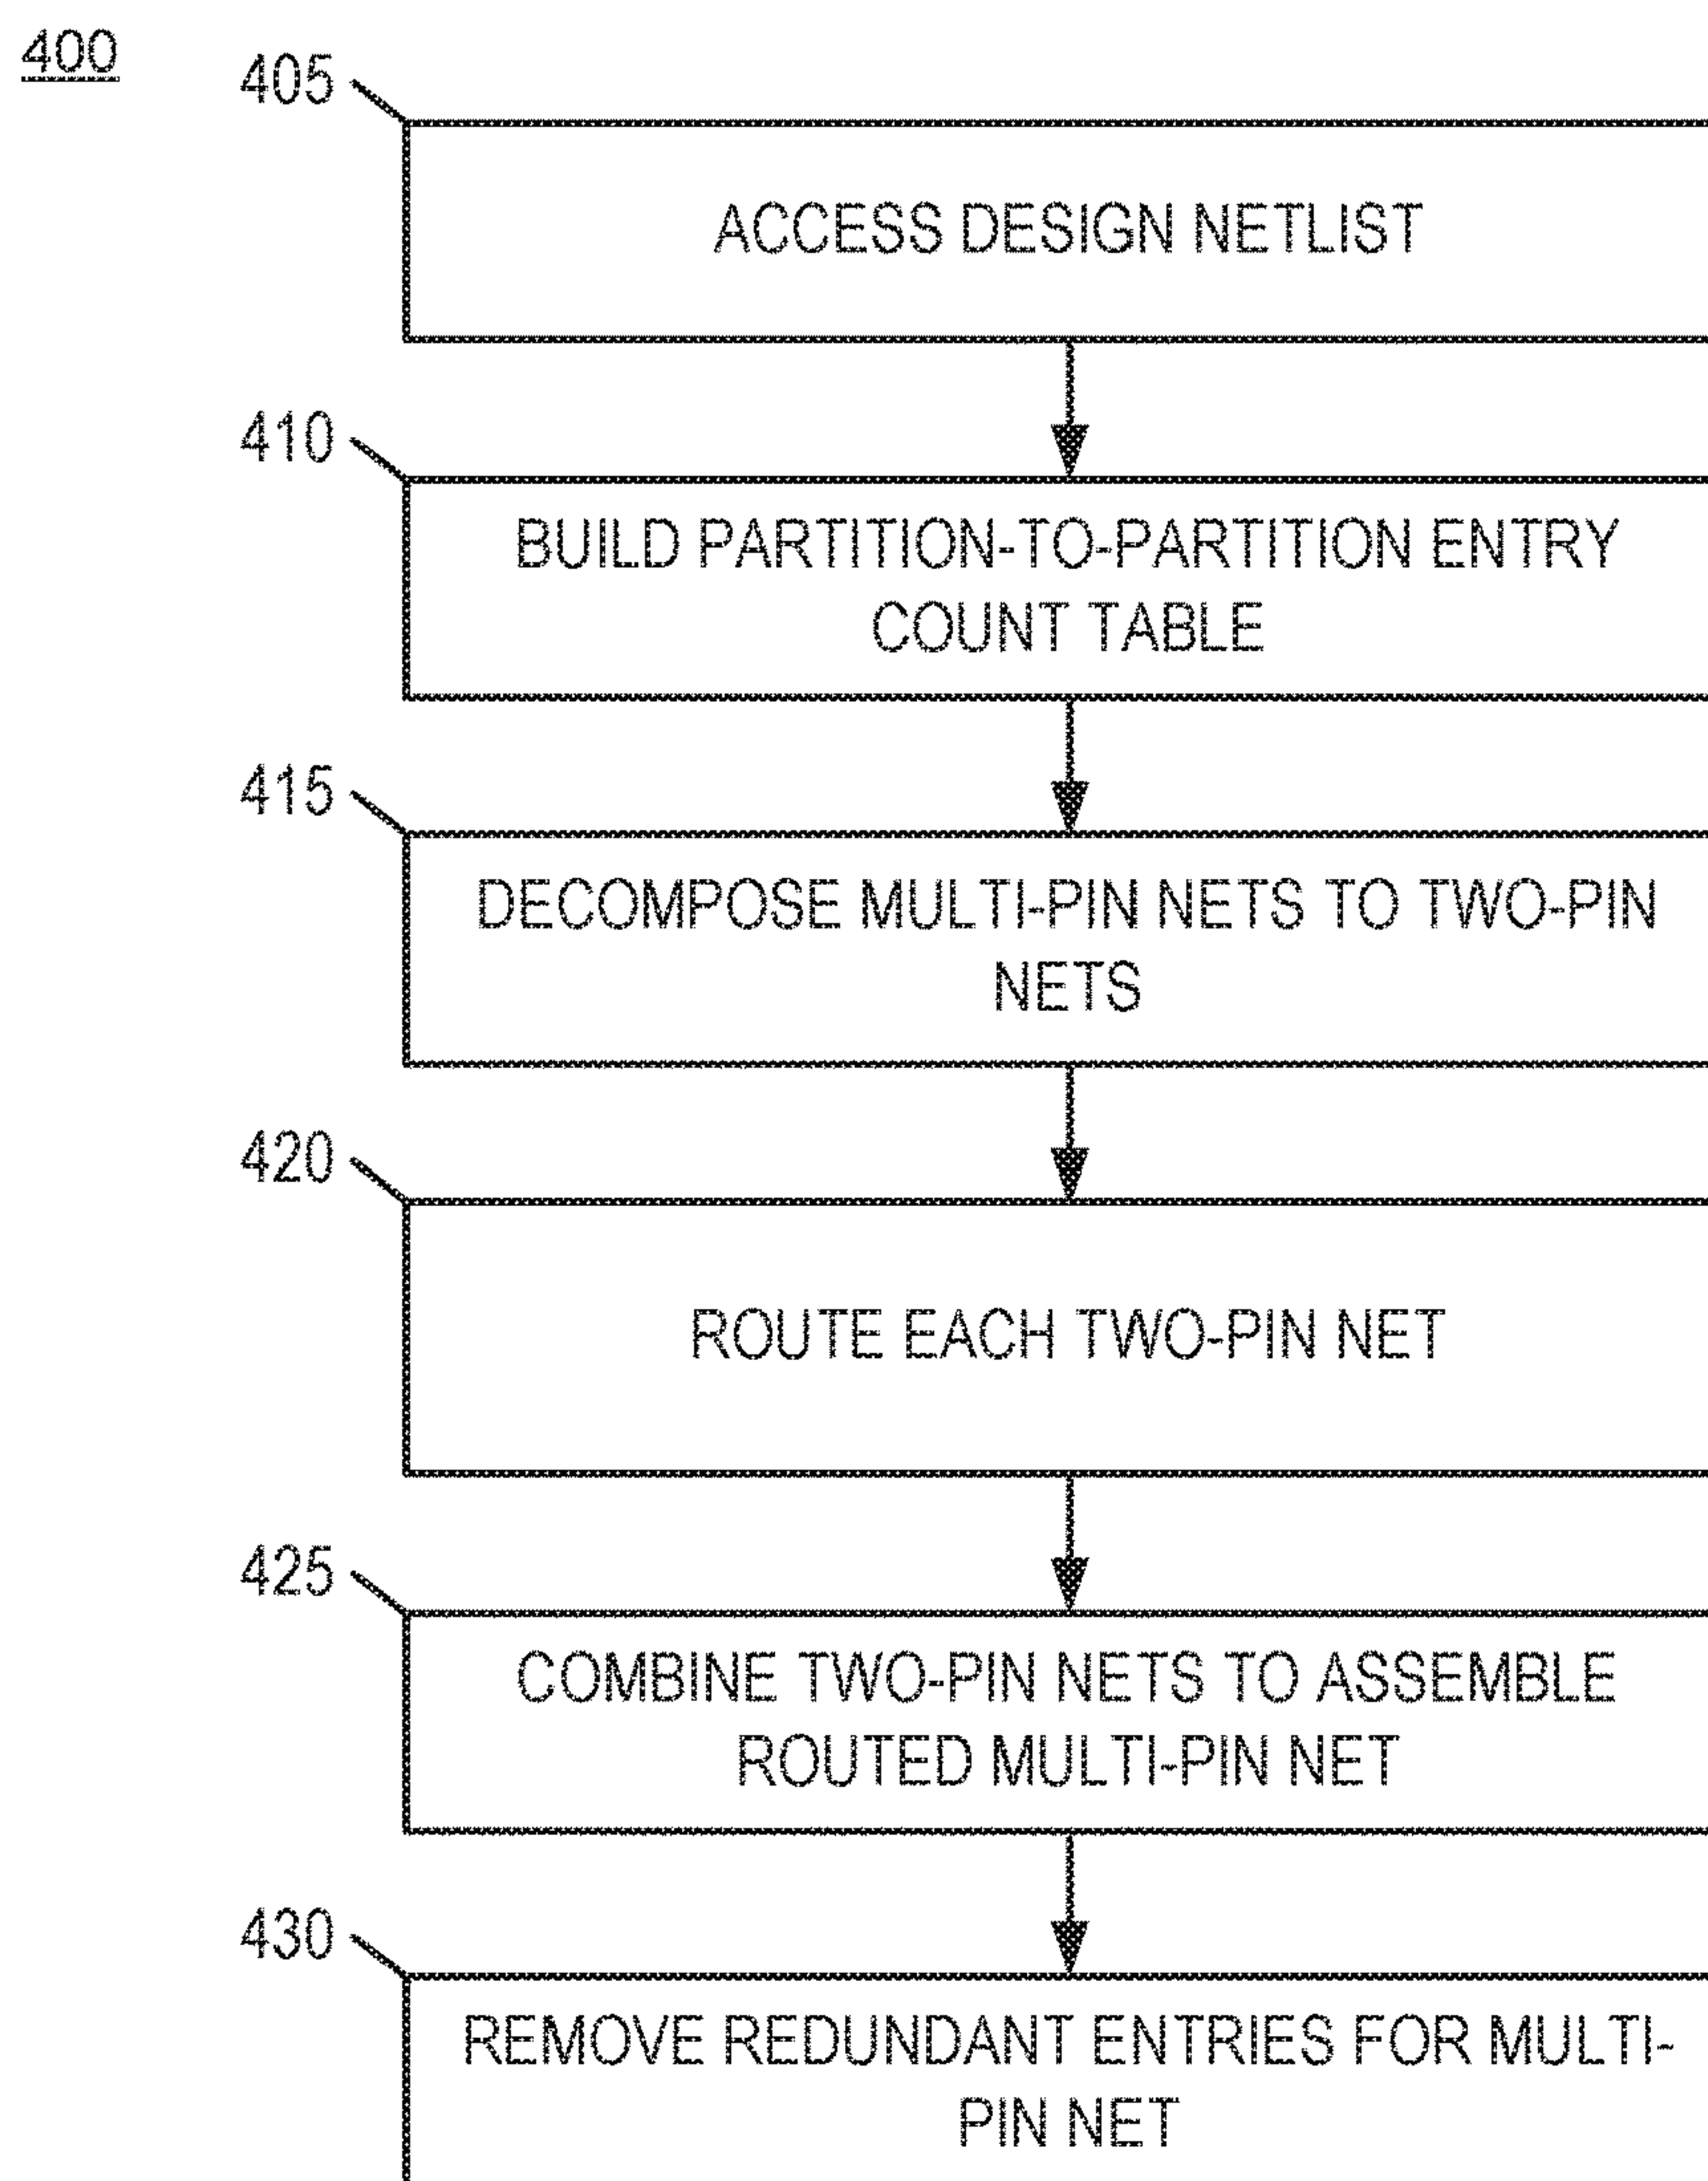 400
405
ACCESS DESIGN NETLIST
410
BUILD PARTITION-TO-PARTITION ENTRY
COUNT TABLE
415
DECOMPOSE MULTI-PIN NETS TO TWO-PIN
NETS
420
ROUTE EACH TWO-PIN NET
425
COMBINE TWO-PIN NETS TO ASSEMBLE
ROUTED MULTI-PIN NET
430
REMOVE REDUNDANT ENTRIES FOR MULTI-
PIN NET